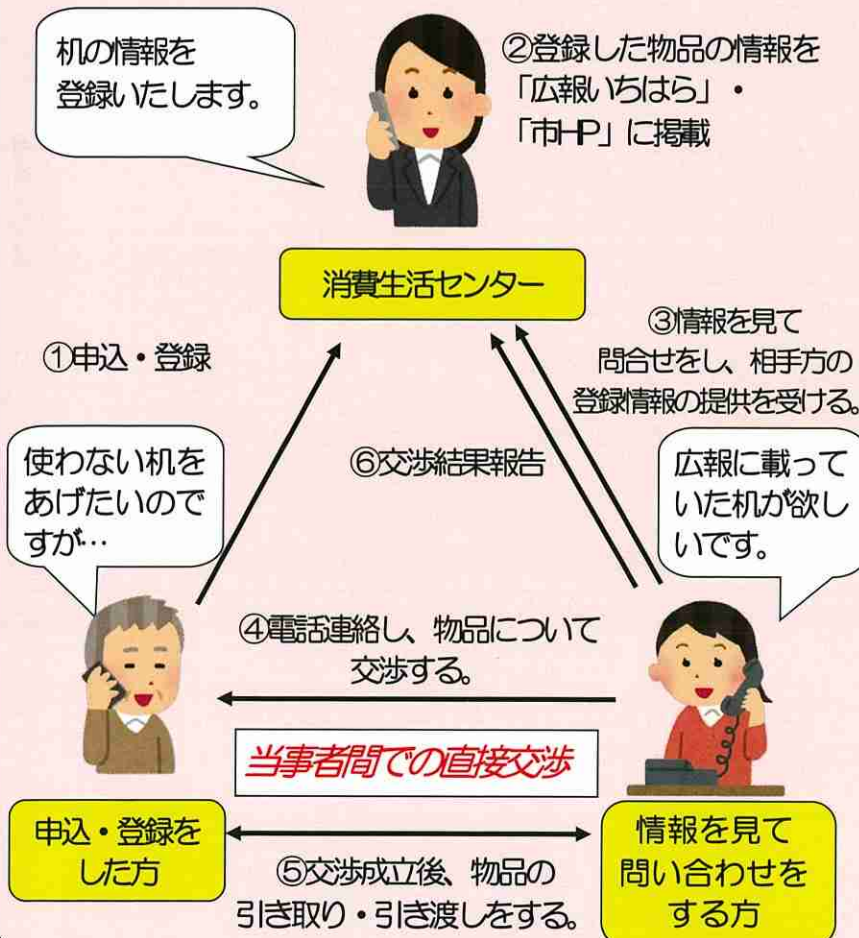 机の情報を
登録いたします。
②登録した物品の情報を
「広報いちはら」・
「市HP」に掲載
消費生活センター
①申込・登録
③情報を見て
問合せをし、相手方の
登録情報の提供を受ける。
使わない机を
あげたいので
すが…
⑥交渉結果報告
広報に載って
いた机が欲し
いです。
④電話連絡し、物品について
交渉する。
当事者間での直接交渉
申込・登録を
した方
⑤交渉成立後、物品の
引き取り・引き渡しをする。
情報を見て
問い合わせを
する方